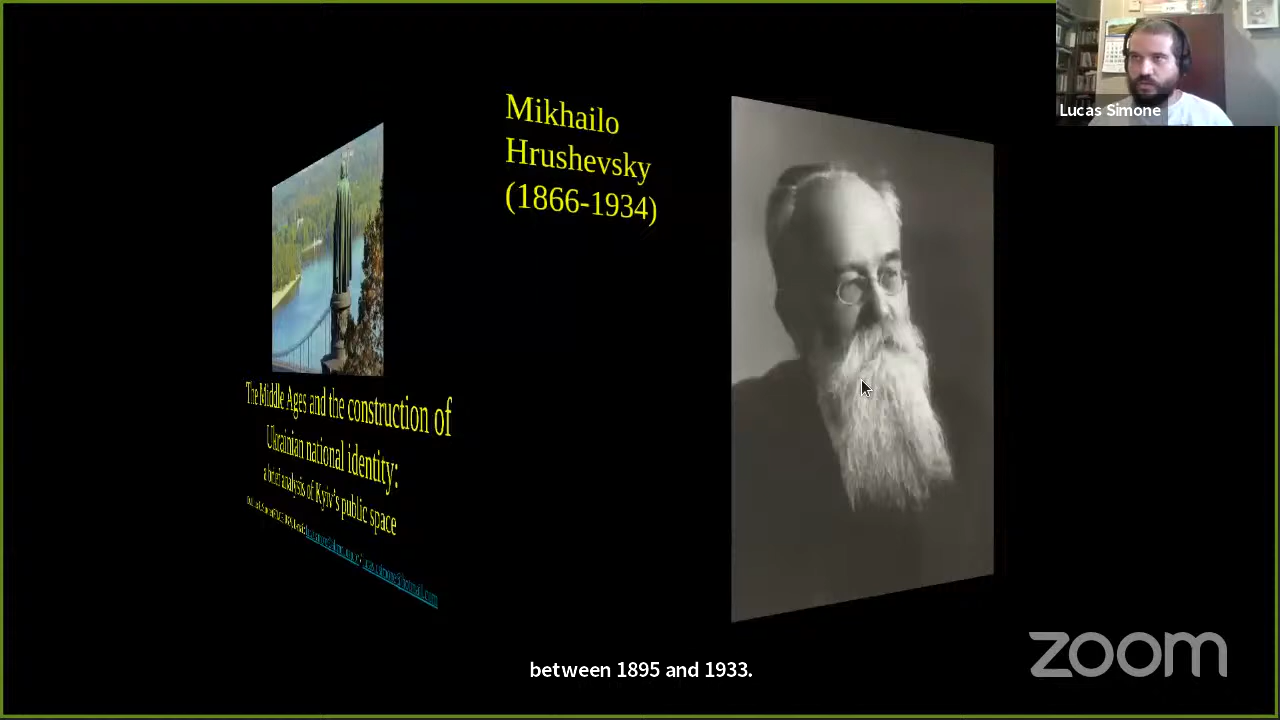 Mikhailo
Hrushevsky
(1866-1934)
Lucas Simone
The Middle Ages and the construction of
Ukrainian national identity:
a brief analysis of Kyiv's public space
between 1895 and 1933.
zoom